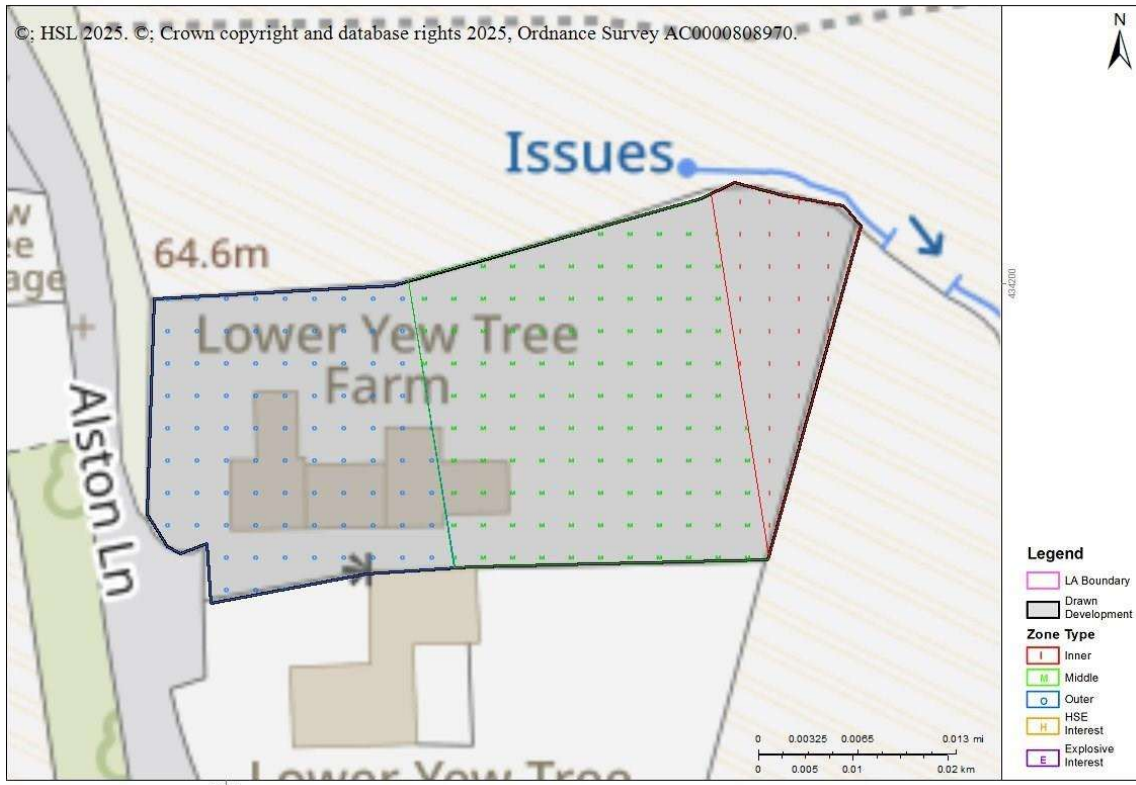 ©; HSL 2025. ©; Crown copyright and database rights 2025, Ordnance Survey AC0000808970.
N
Issues
w
ee
age
64.6m
434200
Lower Yew Tree
Farm
Alston Ln
Lower Yew Tree
Legend
LA Boundary
Drawn
Development
Zone Type
I Inner
M Middle
O Outer
H HSE
Interest
E Explosive
Interest
0 0.00325 0.0065 0.013 mi
0 0.005 0.01 0.02 km